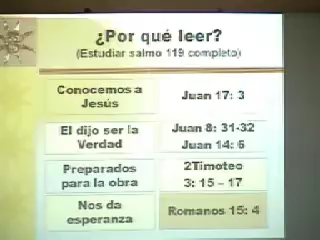 ¿Por qué leer?
(Estudiar salmo 119 completo)
Conocemos a
Jesús
Juan 17: 3
El dijo ser la
Verdad
Juan 8: 31-32
Juan 14: 6
Preparados
para la obra
2Timoteo
3: 15 – 17
Nos da
esperanza
Romanos 15: 4